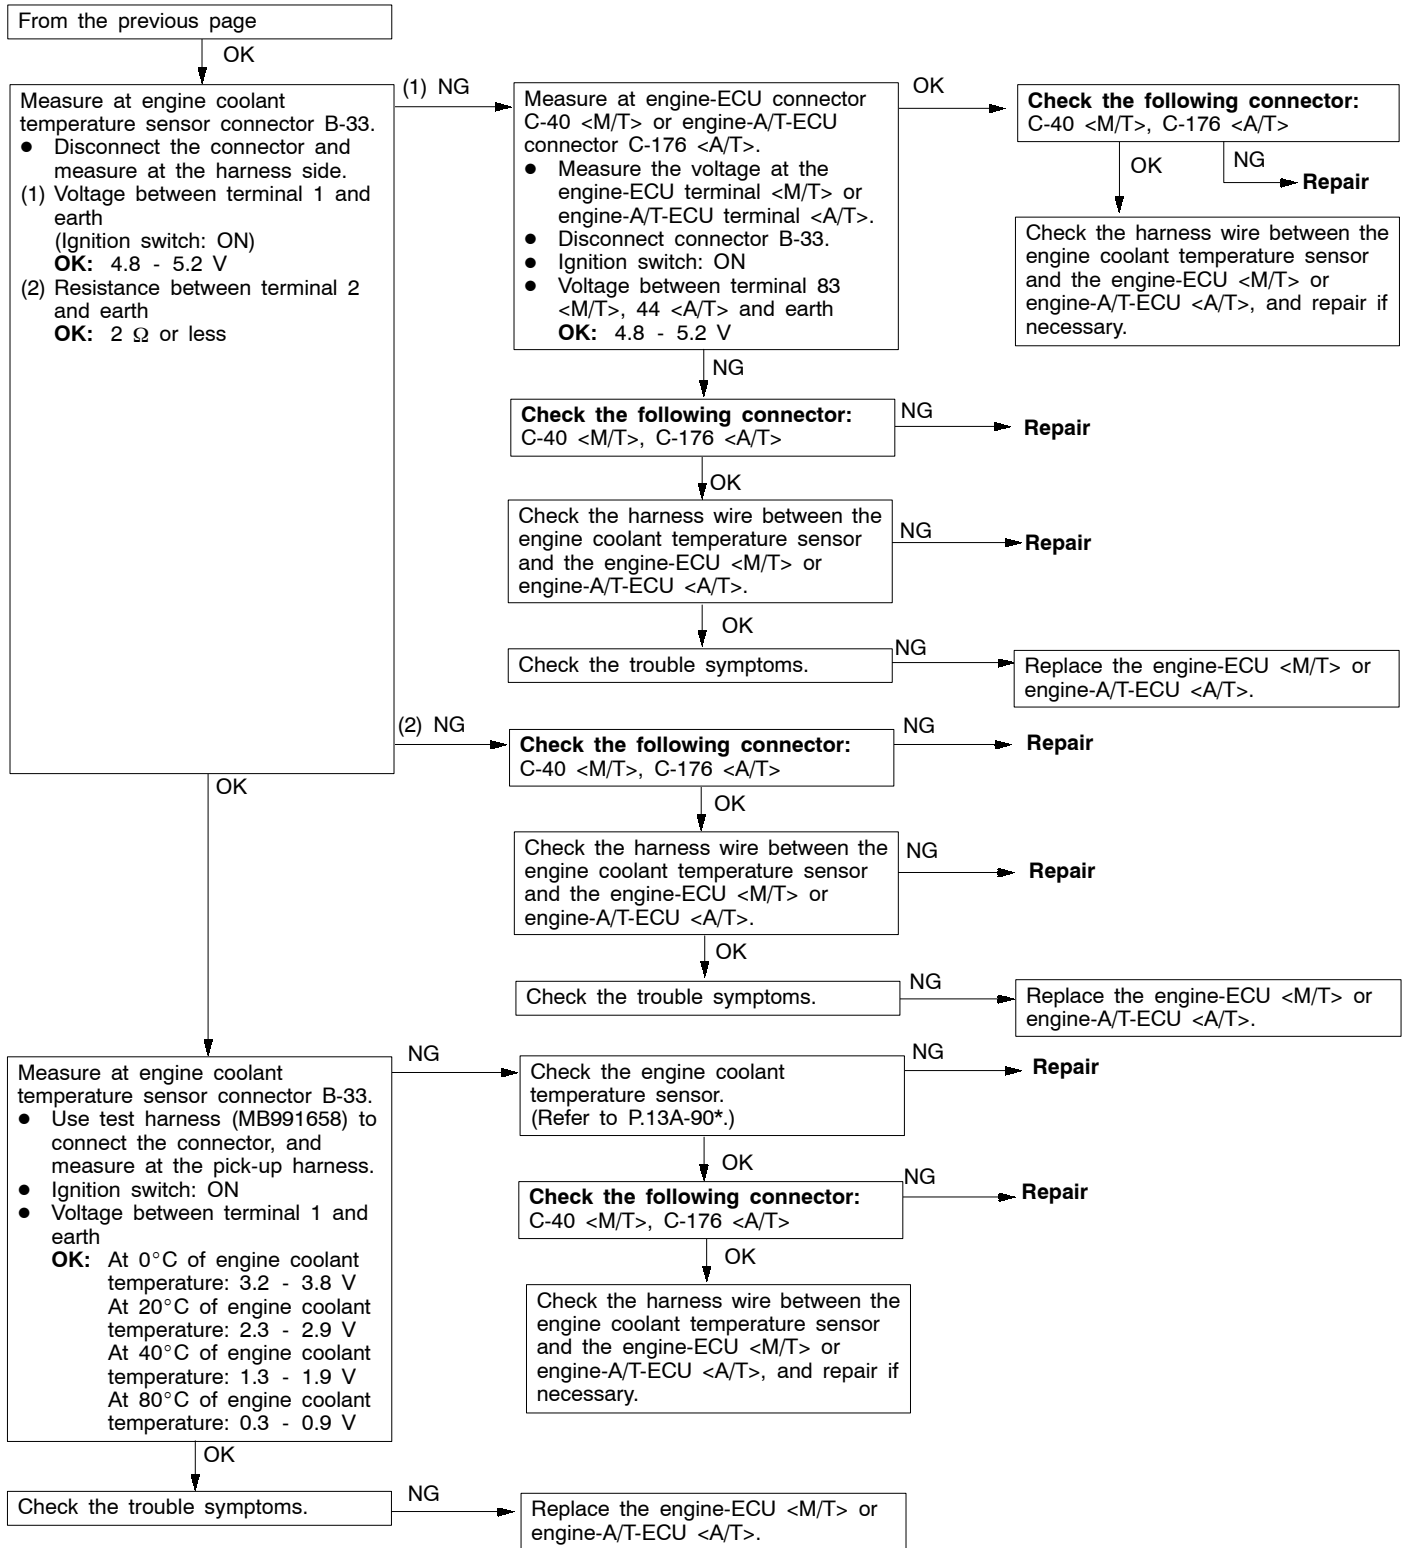 From the previous page
OK
Measure at engine coolant
temperature sensor connector B-33.
● Disconnect the connector and
measure at the harness side.
(1) Voltage between terminal 1 and
earth
(Ignition switch: ON)
OK: 4.8 - 5.2 V
(2) Resistance between terminal 2
and earth
OK: 2 Ω or less
(1) NG
Measure at engine-ECU connector
C-40 <M/T> or engine-A/T-ECU
connector C-176 <A/T>.
● Measure the voltage at the
engine-ECU terminal <M/T> or
engine-A/T-ECU terminal <A/T>.
● Disconnect connector B-33.
● Ignition switch: ON
● Voltage between terminal 83
<M/T>, 44 <A/T> and earth
OK: 4.8 - 5.2 V
OK
Check the following connector:
C-40 <M/T>, C-176 <A/T>
NG
Repair
OK
Check the harness wire between the
engine coolant temperature sensor
and the engine-ECU <M/T> or
engine-A/T-ECU <A/T>, and repair if
necessary.
NG
Check the following connector:
C-40 <M/T>, C-176 <A/T>
NG
Repair
OK
Check the harness wire between the
engine coolant temperature sensor
and the engine-ECU <M/T> or
engine-A/T-ECU <A/T>.
NG
Repair
OK
Check the trouble symptoms.
NG
Replace the engine-ECU <M/T> or
engine-A/T-ECU <A/T>.
(2) NG
Check the following connector:
C-40 <M/T>, C-176 <A/T>
NG
Repair
OK
Check the harness wire between the
engine coolant temperature sensor
and the engine-ECU <M/T> or
engine-A/T-ECU <A/T>.
NG
Repair
OK
Check the trouble symptoms.
NG
Replace the engine-ECU <M/T> or
engine-A/T-ECU <A/T>.
OK
Measure at engine coolant
temperature sensor connector B-33.
● Use test harness (MB991658) to
connect the connector, and
measure at the pick-up harness.
● Ignition switch: ON
● Voltage between terminal 1 and
earth
OK: At 0°C of engine coolant
temperature: 3.2 - 3.8 V
At 20°C of engine coolant
temperature: 2.3 - 2.9 V
At 40°C of engine coolant
temperature: 1.3 - 1.9 V
At 80°C of engine coolant
temperature: 0.3 - 0.9 V
NG
Check the engine coolant
temperature sensor.
(Refer to P.13A-90*.)
NG
Repair
OK
Check the following connector:
C-40 <M/T>, C-176 <A/T>
NG
Repair
OK
Check the harness wire between the
engine coolant temperature sensor
and the engine-ECU <M/T> or
engine-A/T-ECU <A/T>, and repair if
necessary.
OK
Check the trouble symptoms.
NG
Replace the engine-ECU <M/T> or
engine-A/T-ECU <A/T>.